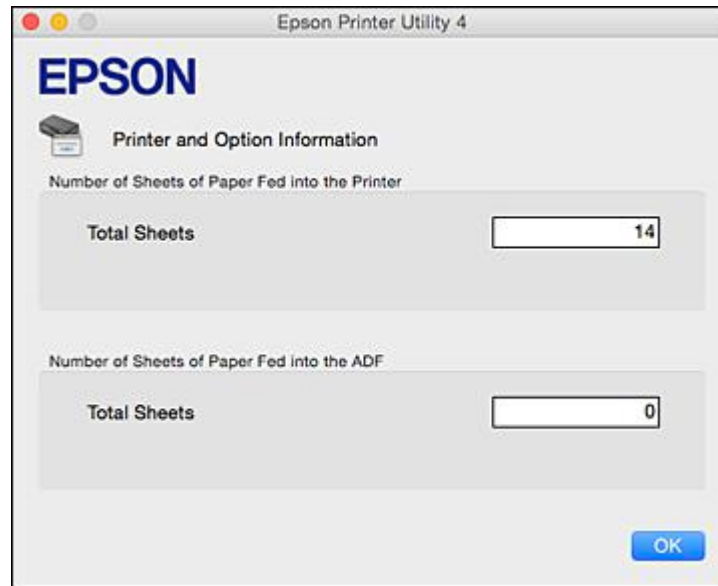 Epson Printer Utility 4
EPSON
Printer and Option Information
Number of Sheets of Paper Fed into the Printer
Total Sheets 14
Number of Sheets of Paper Fed into the ADF
Total Sheets 0
OK